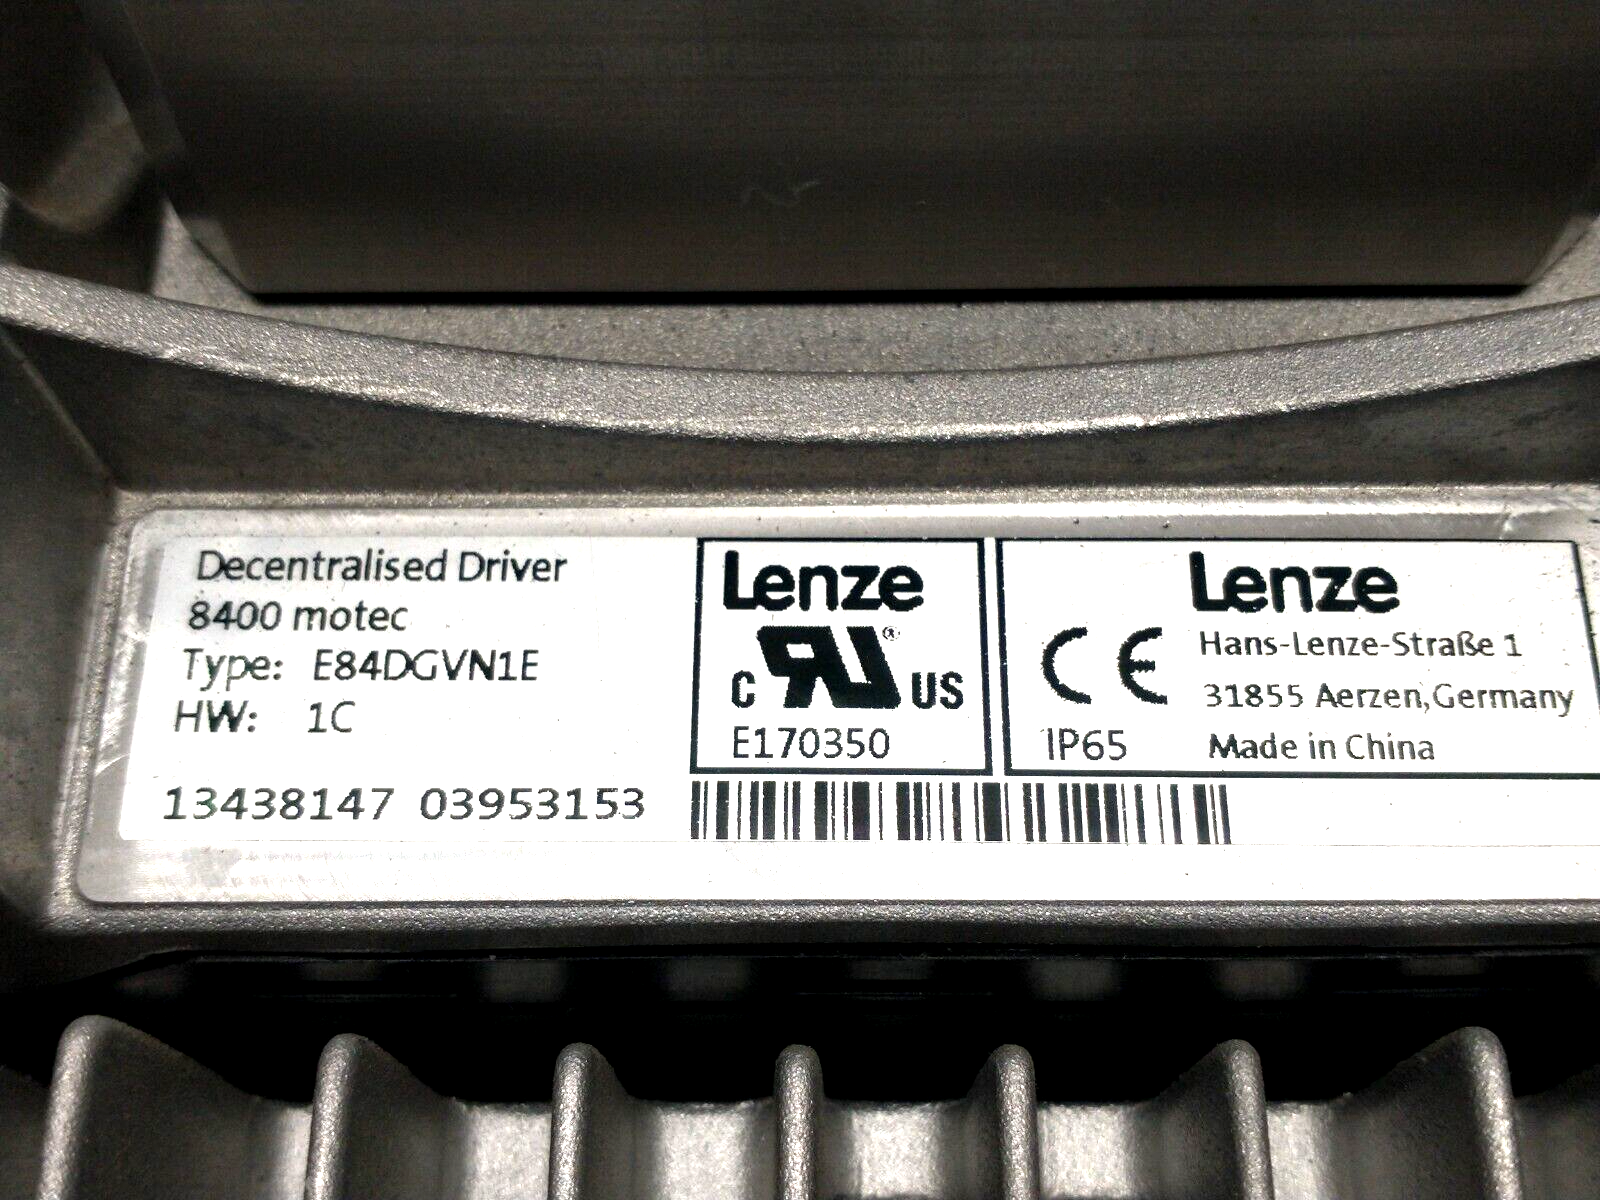 Decentralised Driver
8400 motec
Type: E84DGVN1E
HW: 1C
13438147 03953153
Lenze
c RU ® US
E170350
Lenze
CE
Hans-Lenze-Straße 1
31855 Aerzen,Germany
IP65 Made in China